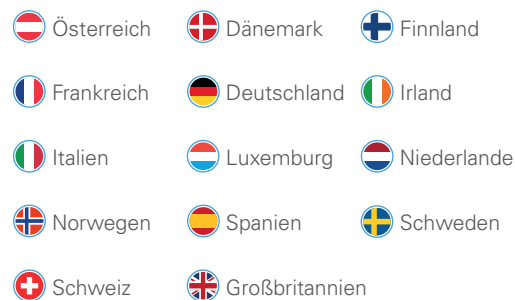 Österreich Dänemark Finnland
Frankreich Deutschland Irland
Italien Luxemburg Niederlande
Norwegen Spanien Schweden
Schweiz Großbritannien